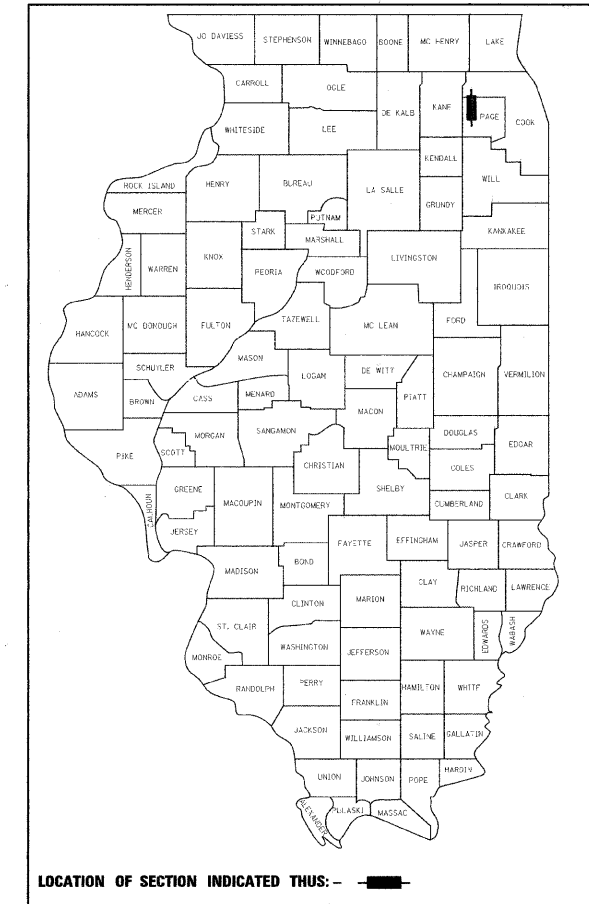 JO DAVIESS STEPHENSON WINNEBAGO BOONE MC HENRY LAKE
CARROLL OGLE
DE KALB KANE PAGE COOK
WHITESIDE LEE
KENDALL
WILL
ROCK ISLAND HENRY BUREAU LA SALLE GRUNDY
MERCER PUTNAM
STARK MARSHALL KANKAKEE
HENDERSON WARREN KNOX PEORIA WOODFORD LIVINGSTON IROQUOIS
HANCOCK MC DONOUGH FULTON TAZEWELL MC LEAN FORD
MASON
SCHUYLER LOGAN DE WITT CHAMPAIGN VERMILION
ADAMS BROWN CASS MENARD MACON PIATT
SANGAMON
MORGAN DOUGLAS
PIKE SCOTT CHRISTIAN MOULTRIE EDGAR
COLES
GREENE MACOUPIN MONTGOMERY SHELBY
CALHOUN CUMBERLAND CLARK
JERSEY FAYETTE EFFINGHAM JASPER CRAWFORD
BOND
MADISON CLAY
RICHLAND LAWRENCE
CLINTON MARION
ST. CLAIR WAYNE EDWARDS WABASH
WASHINGTON JEFFERSON
MONROE
RANDOLPH PERRY HAMILTON WHITE
FRANKLIN
JACKSON WILLIAMSON SALINE GALLATIN
UNION JOHNSON POPE HARDIN
ALEXANDER PULASKI MASSAC
LOCATION OF SECTION INDICATED THUS: –